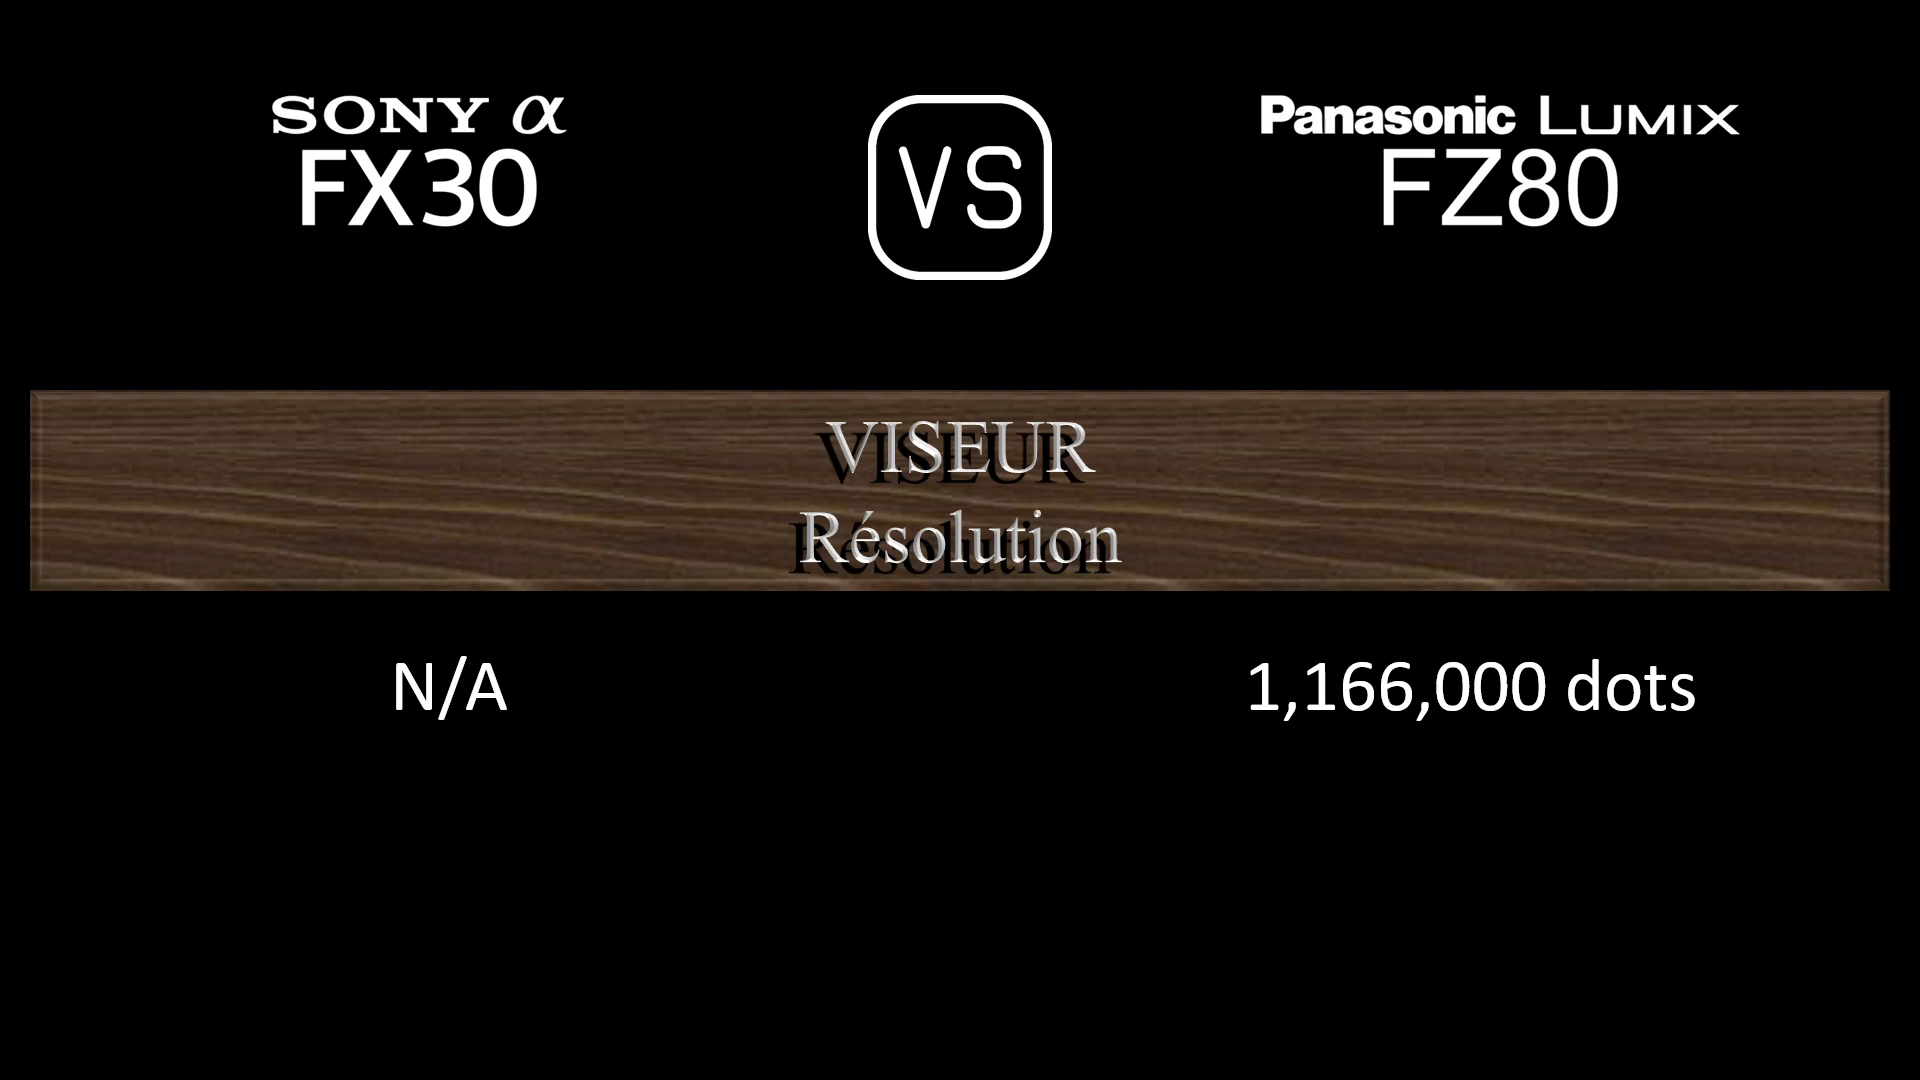 SONY α
FX30
VS
Panasonic LUMIX
FZ80
VISEUR
Résolution
N/A
1,166,000 dots